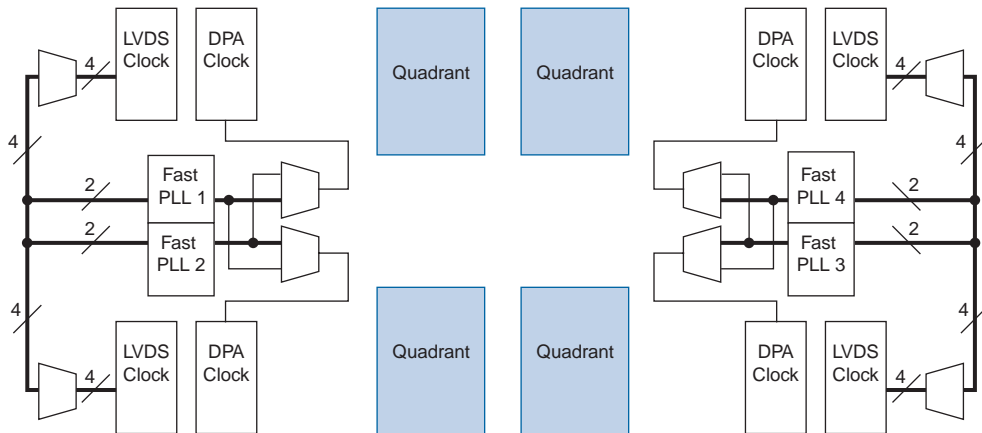 LVDS
Clock
DPA
Clock
Quadrant
Quadrant
DPA
Clock
LVDS
Clock
4
4
4
4
2
Fast
PLL 1
Fast
PLL 4
2
2
Fast
PLL 2
Fast
PLL 3
2
4
4
LVDS
Clock
DPA
Clock
Quadrant
Quadrant
DPA
Clock
LVDS
Clock
4
4